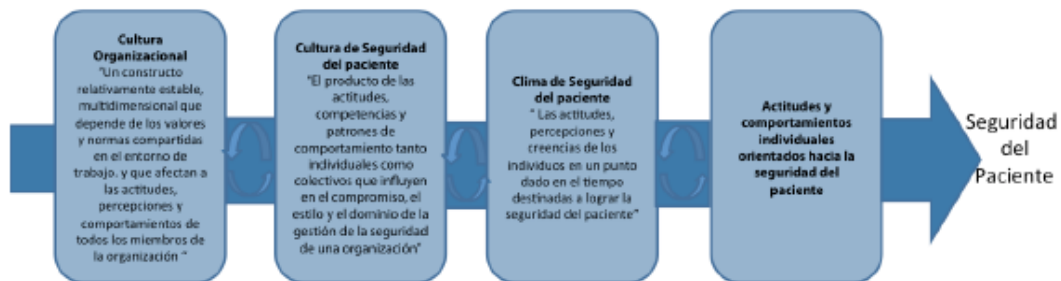 Cultura
Organizacional
"Un constructo
relativamente estable,
multidimensional que
depende de los valores
y normas compartidas
en el entorno de
trabajo. y que afectan a
las actitudes,
percepciones y
comportamientos de
todos los miembros de
la organización "
Cultura de Seguridad
del paciente
"El producto de las
actitudes,
competencias y
patrones de
comportamiento tanto
individuales como
colectivos que influyen
en el compromiso, el
estilo y el dominio de la
gestión de la seguridad
de una organización"
Clima de Seguridad
del paciente
" Las actitudes,
percepciones y
creencias de los
individuos en un punto
dado en el tiempo
destinadas a lograr la
seguridad del paciente"
Actitudes y
comportamientos
individuales
orientados hacia la
seguridad del
paciente
Seguridad
del
Paciente